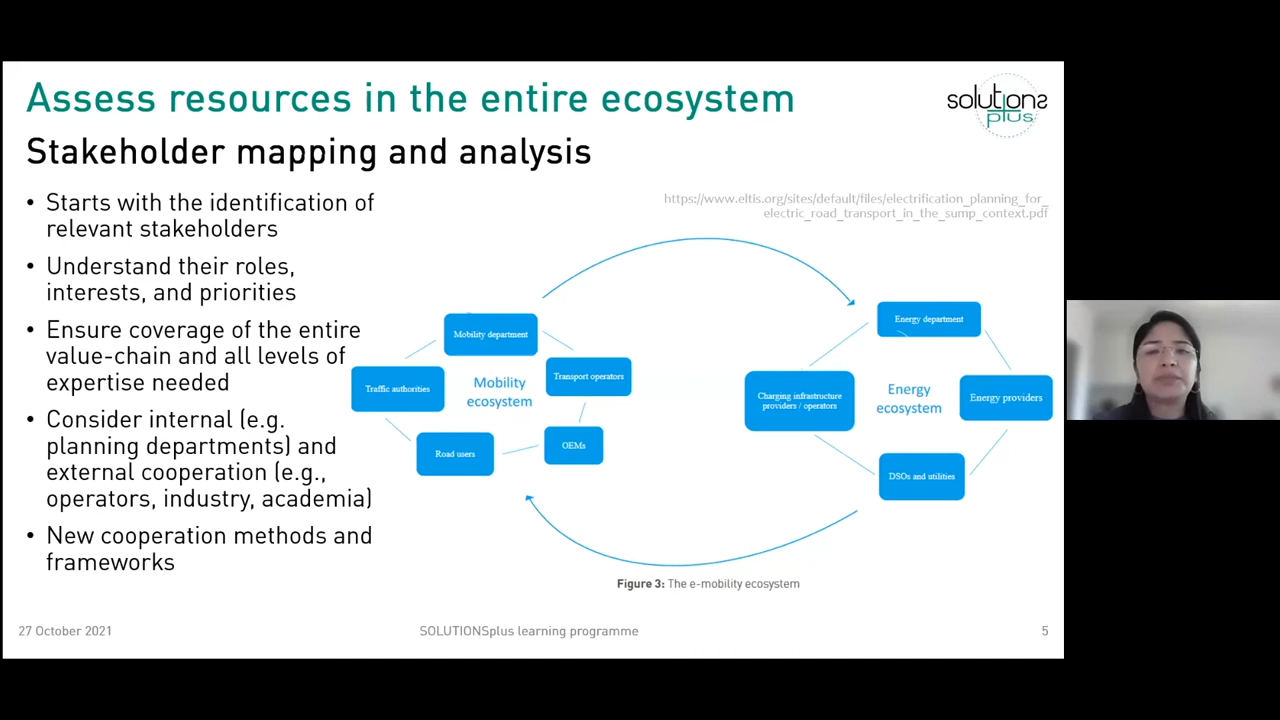 Assess resources in the entire ecosystem
solutions
plus
Stakeholder mapping and analysis
• Starts with the identification of
relevant stakeholders
• Understand their roles,
interests, and priorities
• Ensure coverage of the entire
value-chain and all levels of
expertise needed
• Consider internal (e.g.
planning departments) and
external cooperation (e.g.,
operators, industry, academia)
• New cooperation methods and
frameworks
https://www.eltis.org/sites/default/files/electrification_planning_for_
electric_road_transport_in_the_sump_context.pdf
Mobility department
Traffic authorities
Mobility
ecosystem
Transport operators
Road users
OEMs
Energy department
Charging infrastructure
providers / operators
Energy
ecosystem
Energy providers
DSOs and utilities
Figure 3: The e-mobility ecosystem
27 October 2021
SOLUTIONSplus learning programme
5